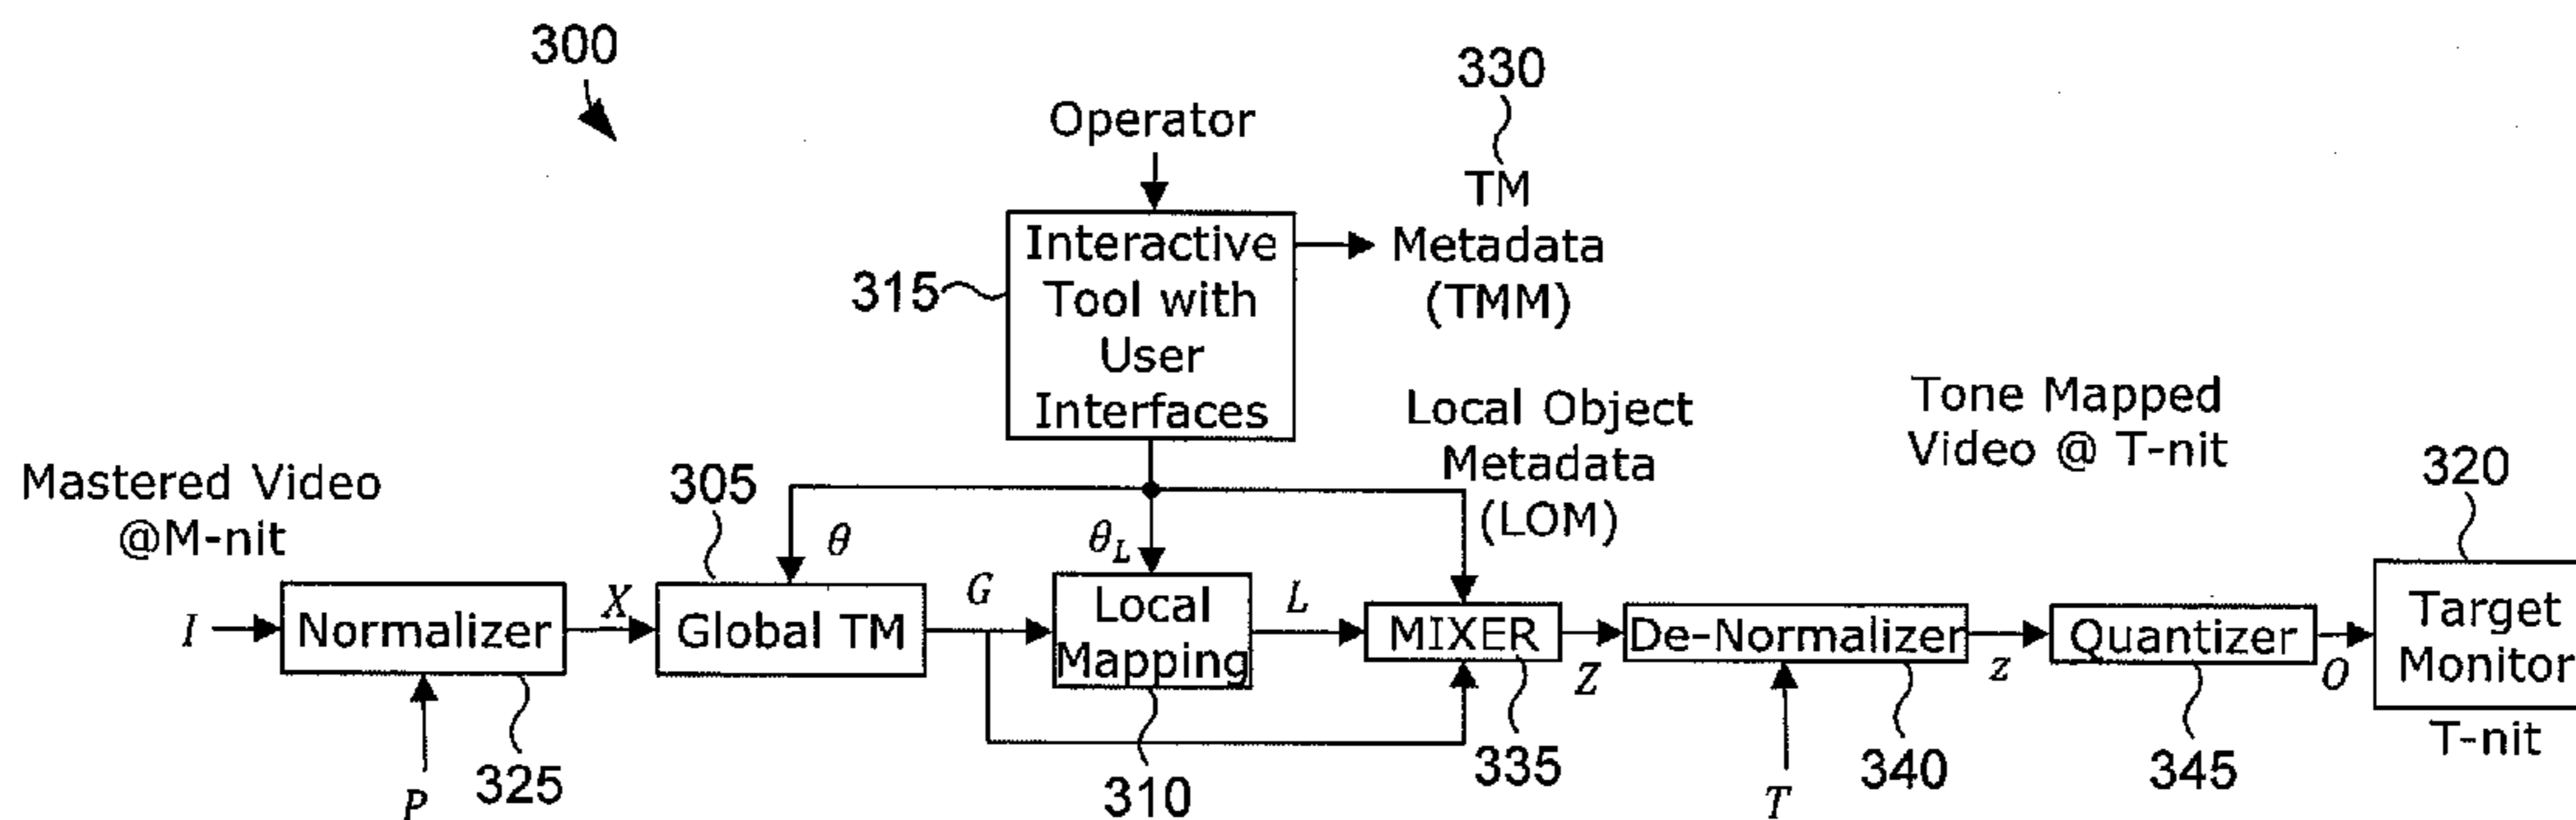 300
330
Operator
TM
Metadata
(TMM)
Interactive
Tool with
User
Interfaces
315
Local Object
Metadata
(LOM)
Tone Mapped
Video @ T-nit
Mastered Video
@M-nit
305
320
θ
θL
I
Normalizer
X
Global TM
G
Local
Mapping
L
MIXER
Z
De-Normalizer
z
Quantizer
O
Target
Monitor
T-nit
P
325
310
335
T
340
345